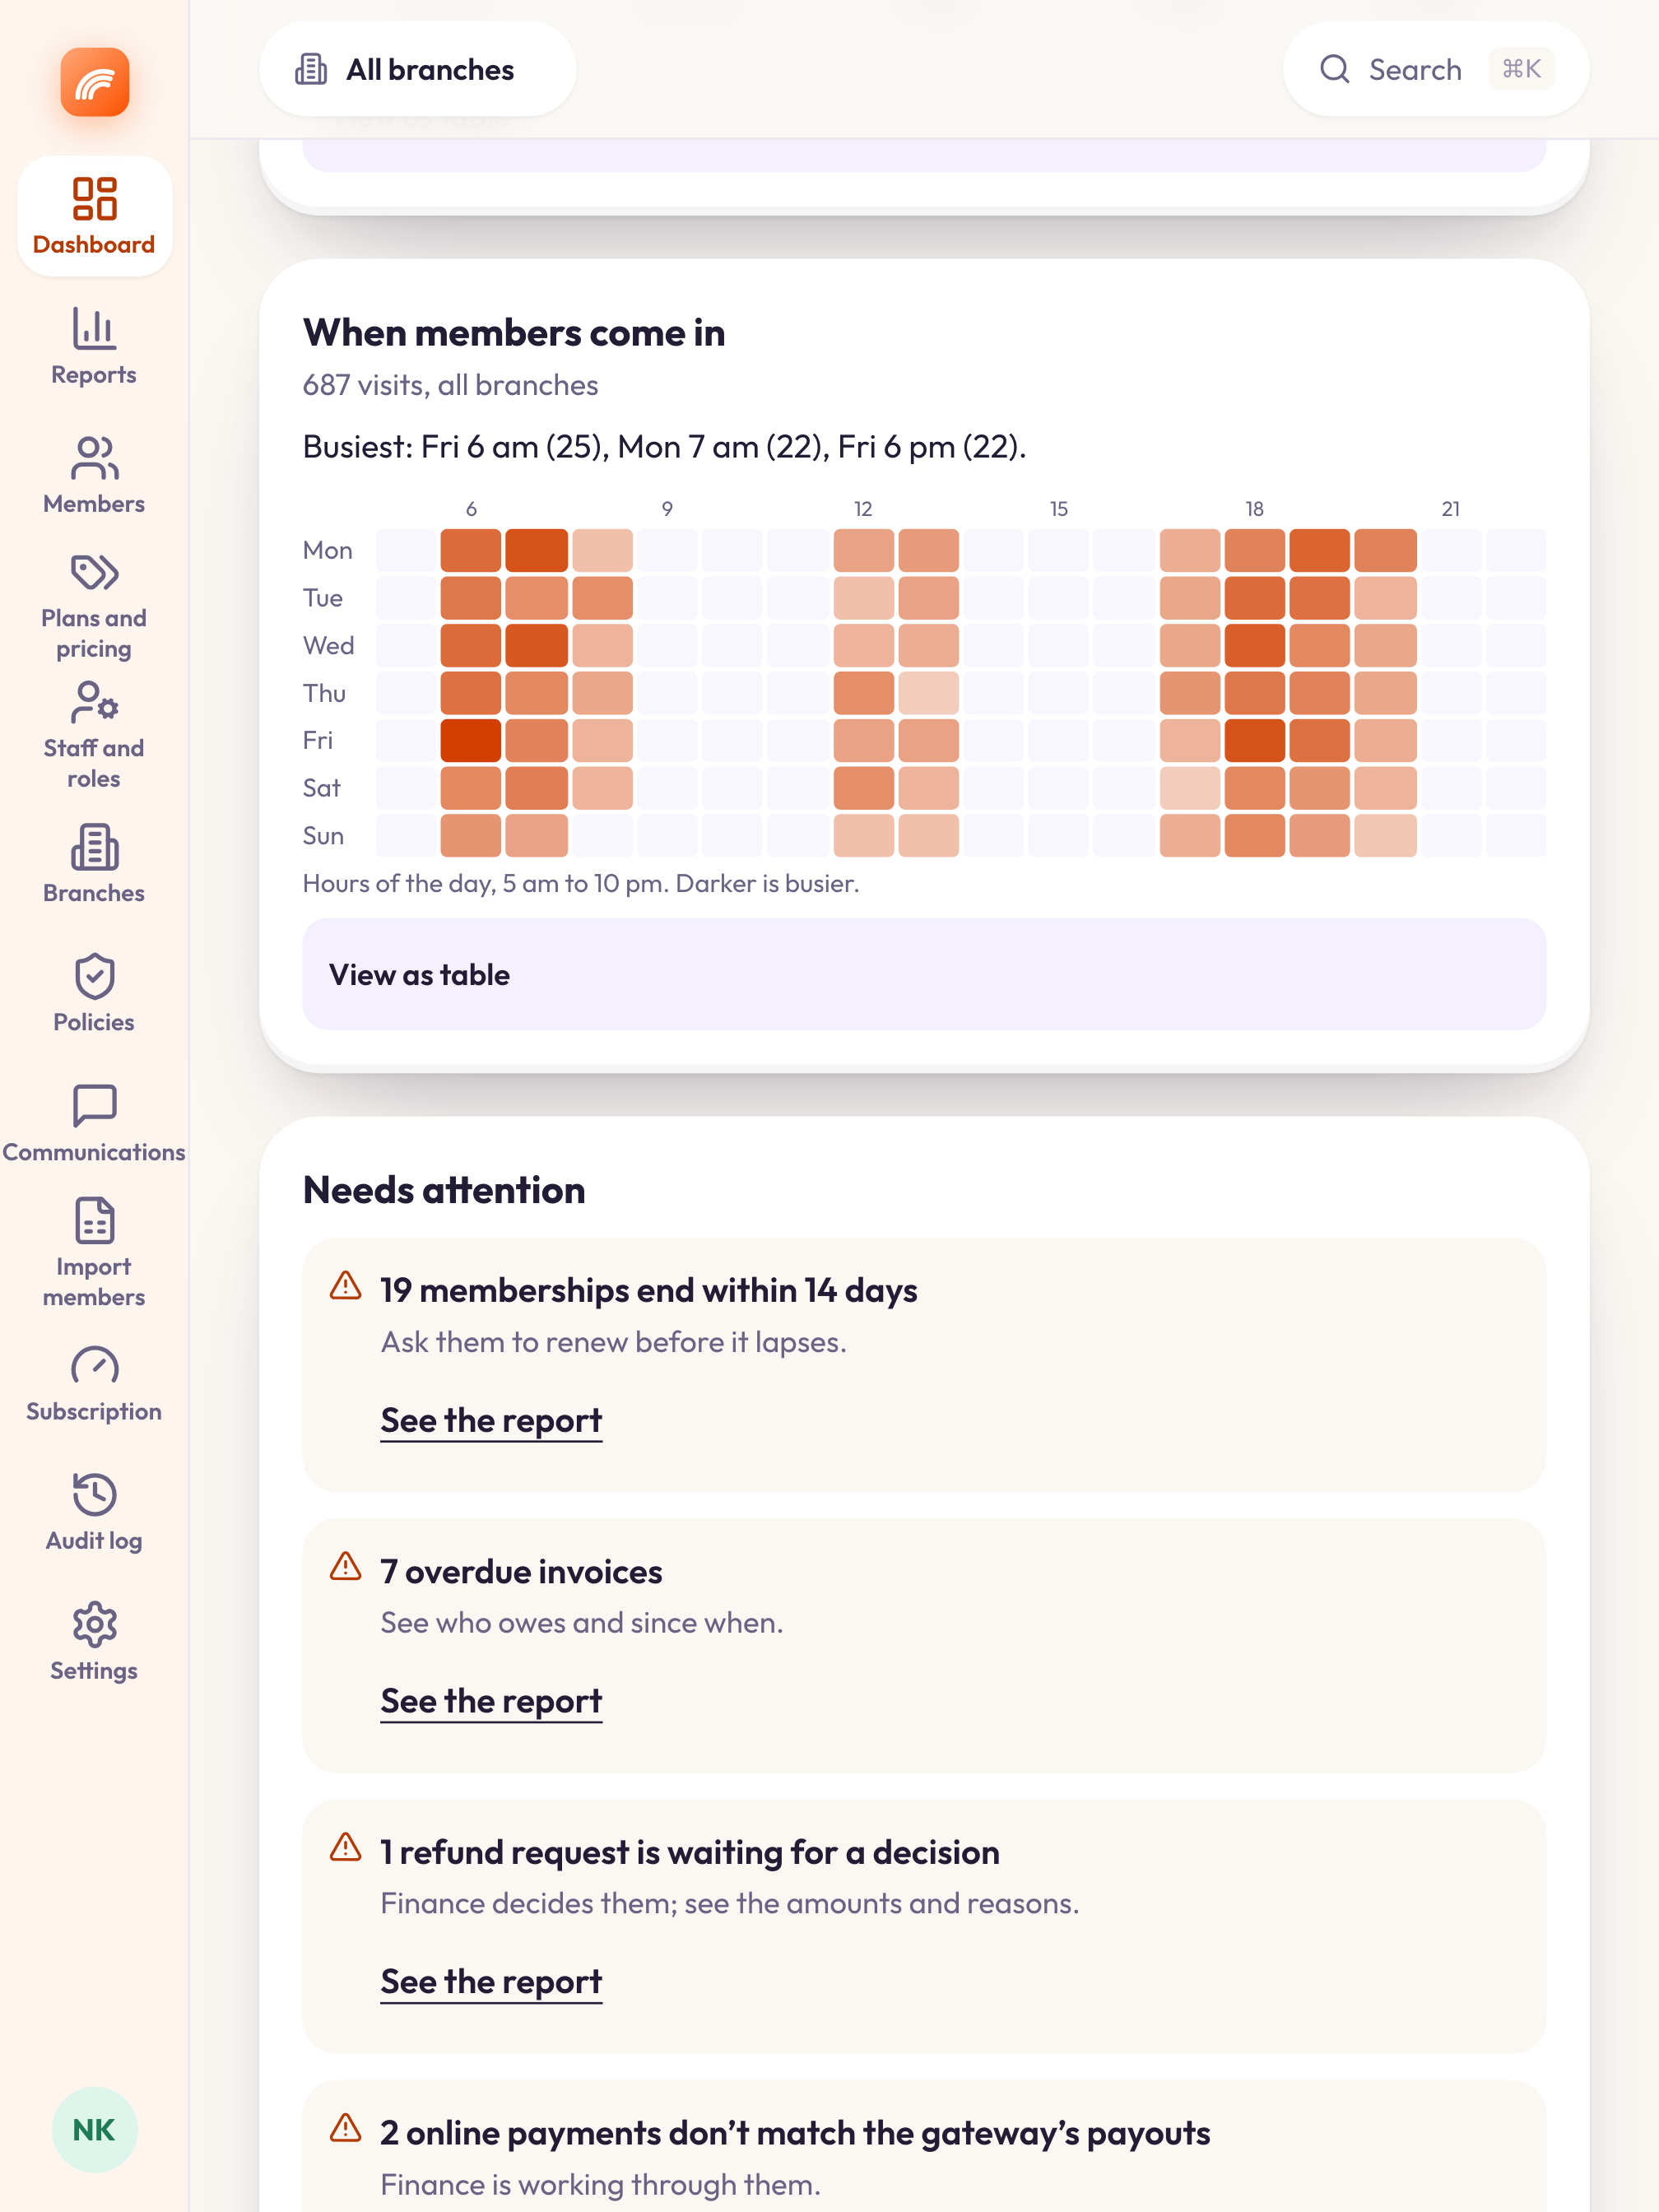 All branches
Search ⌘K
Dashboard
Reports
Members
Plans and
pricing
Staff and
roles
Branches
Policies
Communications
Import
members
Subscription
Audit log
Settings
NK
When members come in
687 visits, all branches
Busiest: Fri 6 am (25), Mon 7 am (22), Fri 6 pm (22).
6 9 12 15 18 21
Mon
Tue
Wed
Thu
Fri
Sat
Sun
Hours of the day, 5 am to 10 pm. Darker is busier.
View as table
Needs attention
19 memberships end within 14 days
Ask them to renew before it lapses.
See the report
7 overdue invoices
See who owes and since when.
See the report
1 refund request is waiting for a decision
Finance decides them; see the amounts and reasons.
See the report
2 online payments don’t match the gateway’s payouts
Finance is working through them.